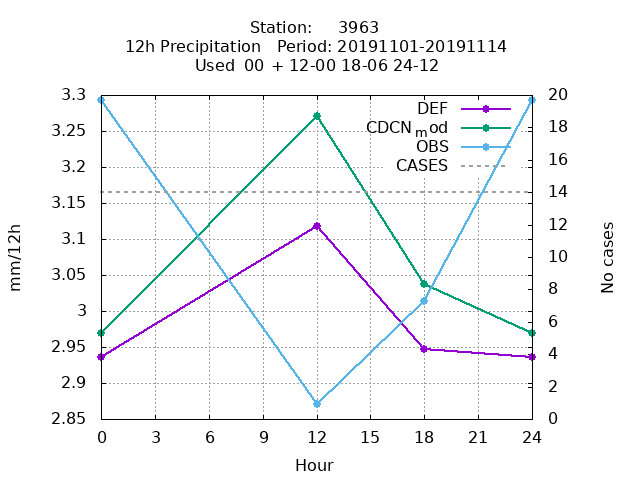 Station:     3963
12h Precipitation   Period: 20191101-20191114
Used  00 + 12-00 18-06 24-12
DEF
CDCN mod
OBS
CASES
3.3
3.25
3.2
3.15
3.1
3.05
3
2.95
2.9
2.85
mm/12h
20
18
16
14
12
10
8
6
4
2
0
No cases
0 3 6 9 12 15 18 21 24
Hour